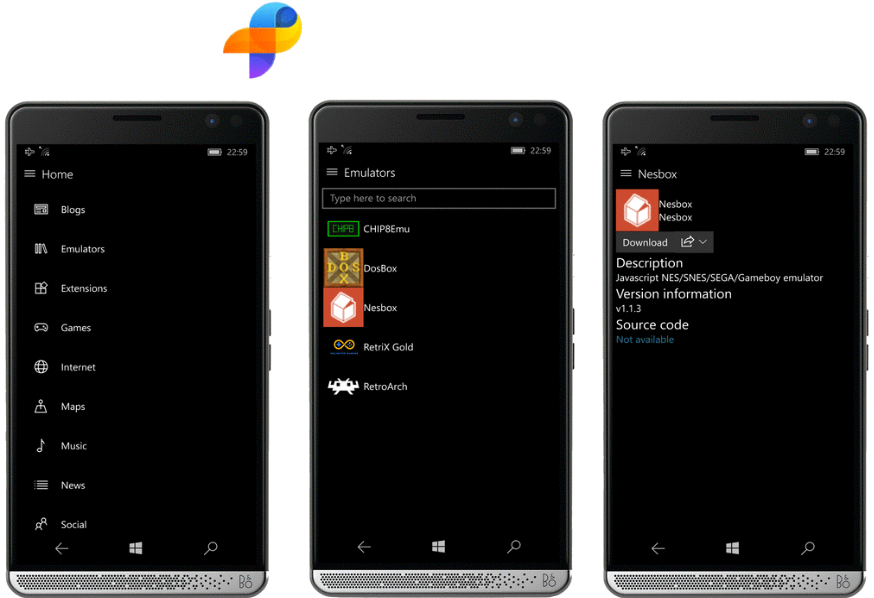 22:59
Home
Blogs
Emulators
Extensions
Games
Internet
Maps
Music
News
Social
22:59
Emulators
Type here to search
CHIP8
CHIP8Emu
BOX
DOS
DosBox
Nesbox
RetriX Gold
RetroArch
22:59
Nesbox
Nesbox
Nesbox
Download
Description
Javascript NES/SNES/SEGA/Gameboy emulator
Version information
v1.1.3
Source code
Not available